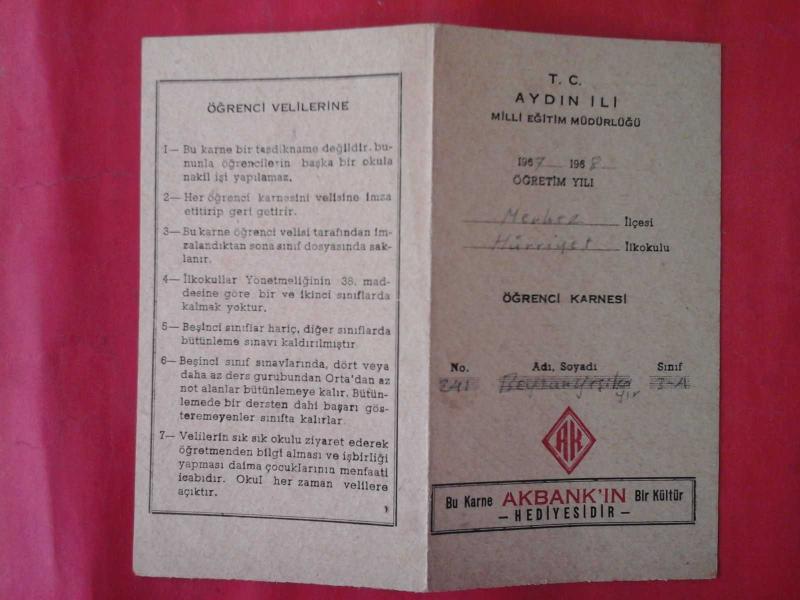 ÖĞRENCİ VELİLERİNE
1— Bu karne bir tasdikname değildir. bu-
nunla öğrencilerin başka bir okula
nakil işi yapılamaz.
2— Her öğrenci karnesini velisine imza
etitirip geri getirir.
3— Bu karne öğrenci velisi tarafından im-
zalandıktan sona sınıf dosyasında sak-
lanır.
4— İlkokullar Yönetmeliğinin 38. mad-
desine göre bir ve ikinci sınıflarda
kalmak yoktur.
5— Beşinci sınıflar hariç, diğer sınıflarda
bütünleme sınavı kaldırılmıştır
6— Beşinci sınıf sınavlarında, dört veya
daha az ders gurubundan Orta'dan az
not alanlar bütünlemeye kalır. Bütün-
lemede bir dersten dahi başarı gös-
teremeyenler sınıfta kalırlar
7— Velilerin sık sık okulu ziyaret ederek
öğretmenden bilgi alması ve işbirliği
yapması daima çocuklarının menfaati
icabıdır. Okul her zaman velilere
açıktır.
T. C.
AYDIN İLİ
MİLLİ EĞİTİM MÜDÜRLÜĞÜ
1967 1968
ÖĞRETİM YILI
Merkez İlçesi
Hürriyet İlkokulu
ÖĞRENCİ KARNESİ
No. Adı, Soyadı Sınıf
241 3-A
AK
Bu Karne AKBANK'IN Bir Kültür
— HEDİYESİDİR —